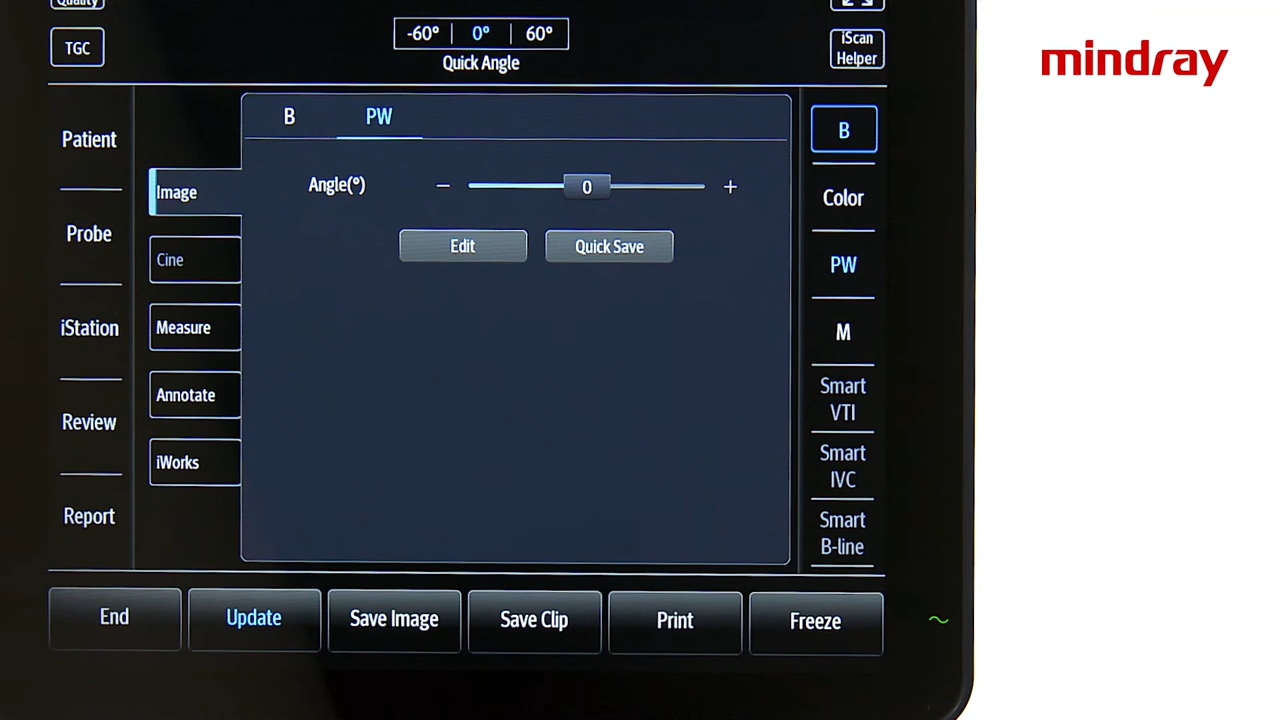 Quality
TGC
-60° 0° 60°
Quick Angle
iScan
Helper
mindray
Patient
Probe
iStation
Review
Report
Image
Cine
Measure
Annotate
iWorks
B PW
Angle(°) − 0 +
Edit Quick Save
B
Color
PW
M
Smart
VTI
Smart
IVC
Smart
B-line
End Update Save Image Save Clip Print Freeze